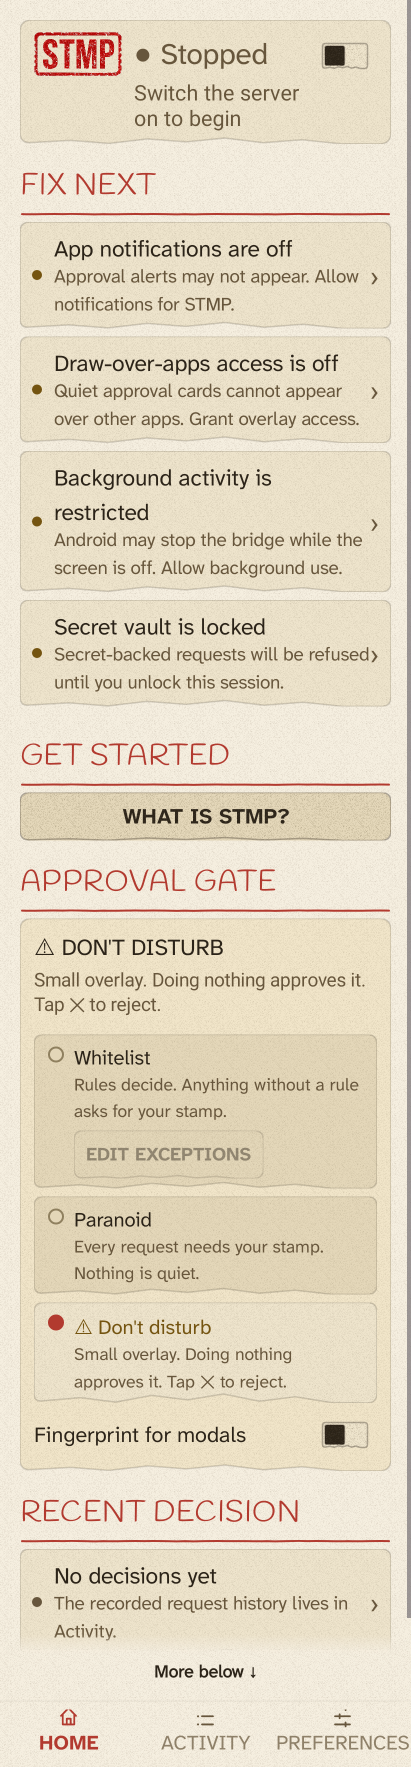 STMP
● Stopped
Switch the server
on to begin
FIX NEXT
App notifications are off
Approval alerts may not appear. Allow
notifications for STMP.
Draw-over-apps access is off
Quiet approval cards cannot appear
over other apps. Grant overlay access.
Background activity is
restricted
Android may stop the bridge while the
screen is off. Allow background use.
Secret vault is locked
Secret-backed requests will be refused
until you unlock this session.
GET STARTED
WHAT IS STMP?
APPROVAL GATE
⚠ DON'T DISTURB
Small overlay. Doing nothing approves it.
Tap ✕ to reject.
Whitelist
Rules decide. Anything without a rule
asks for your stamp.
EDIT EXCEPTIONS
Paranoid
Every request needs your stamp.
Nothing is quiet.
⚠ Don't disturb
Small overlay. Doing nothing
approves it. Tap ✕ to reject.
Fingerprint for modals
RECENT DECISION
No decisions yet
The recorded request history lives in
Activity.
More below ↓
HOME
ACTIVITY
PREFERENCES